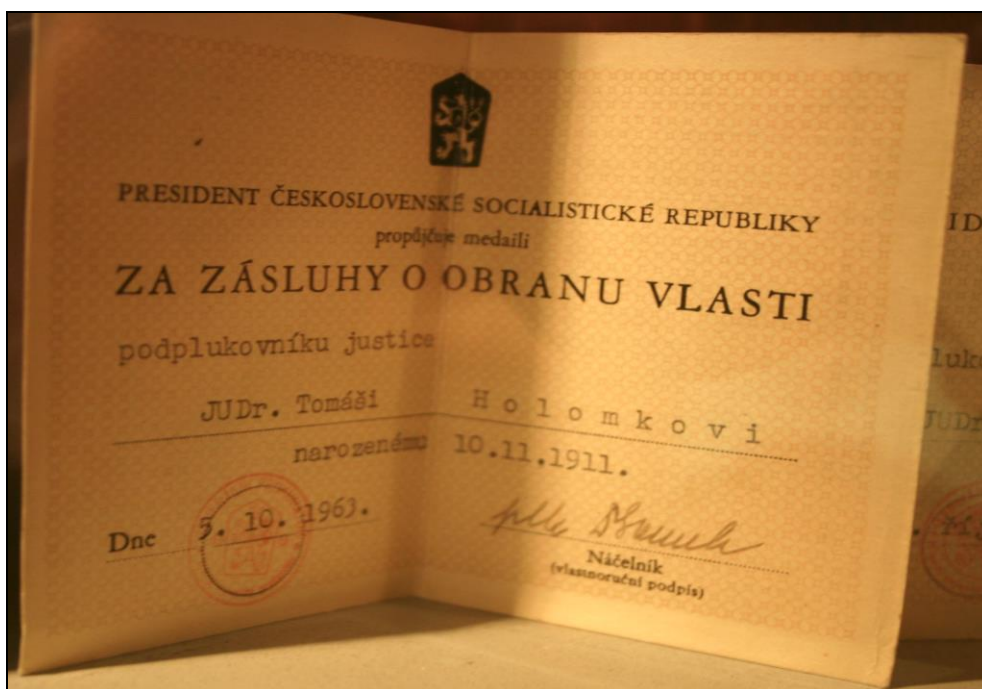 PRESIDENT ČESKOSLOVENSKÉ SOCIALISTICKÉ REPUBLIKY
propůjčuje medaili
ZA ZÁSLUHY O OBRANU VLASTI
podplukovníku justice
JUDr. Tomáši Holomkovi
narozenému 10.11.1911.
Dne 5. 10. 1963.
Náčelník
(vlastnoruční podpis)